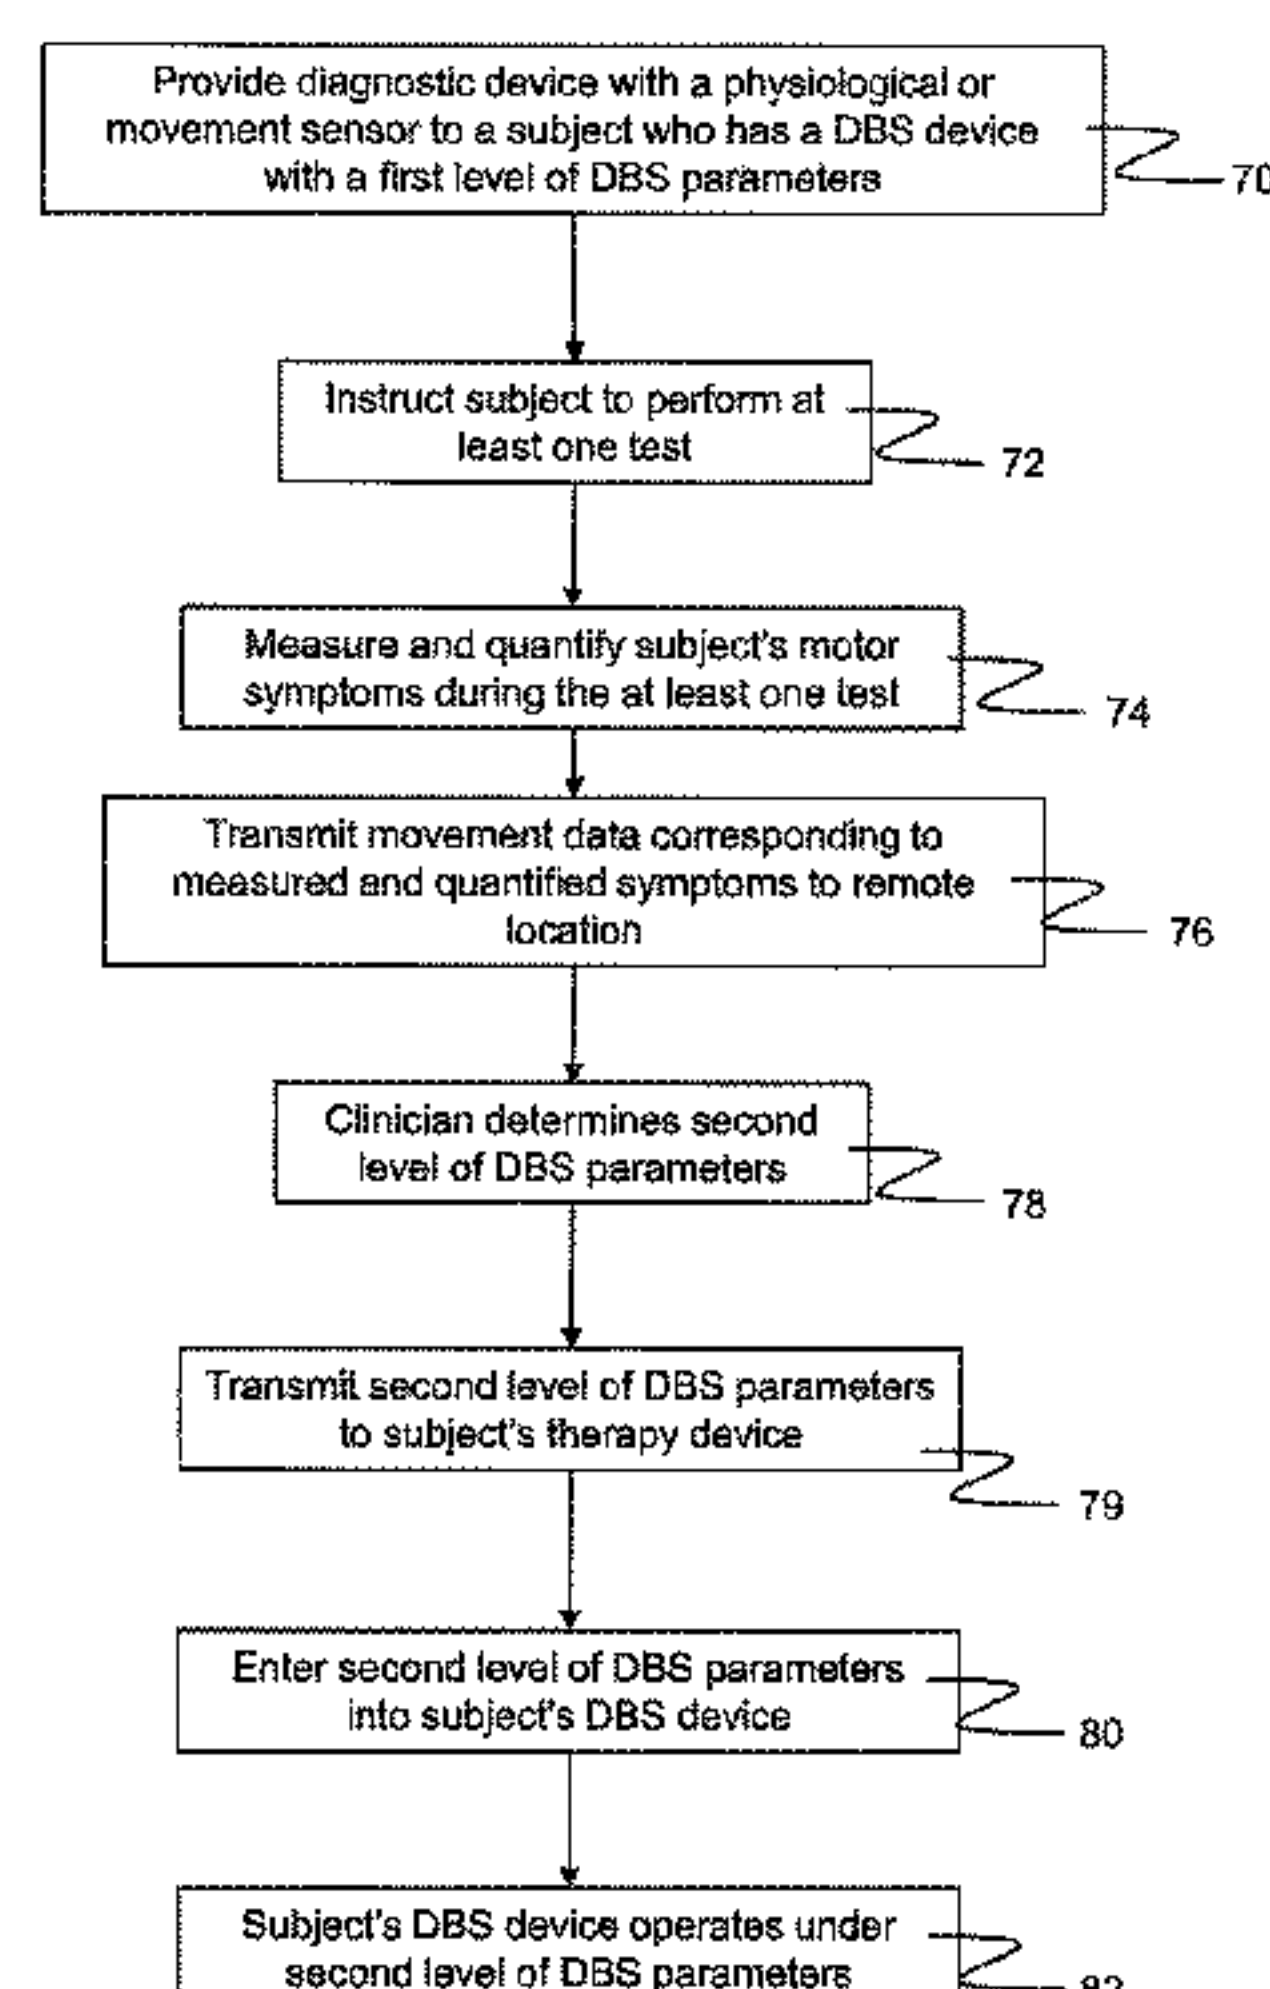 Provide diagnostic device with a physiological or
movement sensor to a subject who has a DBS device
with a first level of DBS parameters
70
Instruct subject to perform at
least one test
72
Measure and quantify subject's motor
symptoms during the at least one test
74
Transmit movement data corresponding to
measured and quantified symptoms to remote
location
76
Clinician determines second
level of DBS parameters
78
Transmit second level of DBS parameters
to subject's therapy device
79
Enter second level of DBS parameters
into subject's DBS device
80
Subject's DBS device operates under
second level of DBS parameters